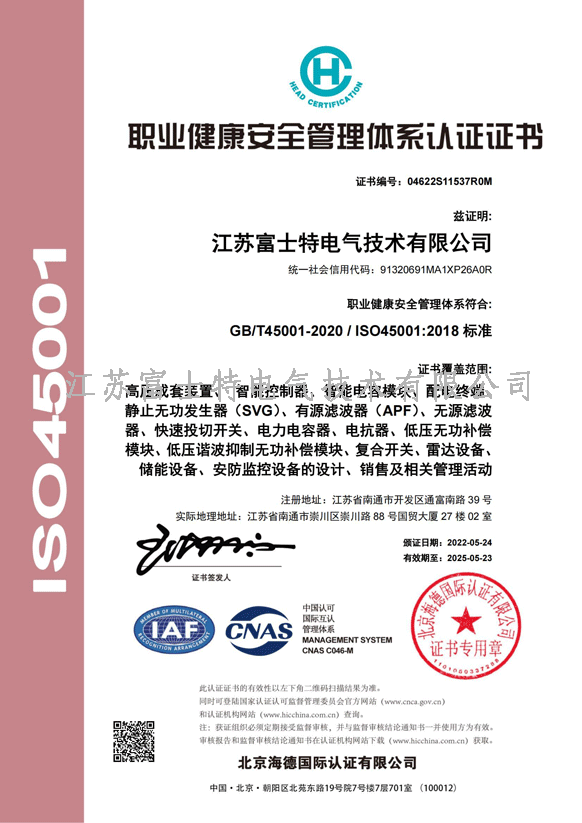 HEAD CERTIFICATION
职业健康安全管理体系认证证书
证书编号：04622S11537R0M
兹证明:
江苏富士特电气技术有限公司
统一社会信用代码：91320691MA1XP26A0R
职业健康安全管理体系符合:
GB/T45001-2020 / ISO45001:2018 标准
证书覆盖范围:
江苏富士特电气技术有限公司
高压成套装置、智能控制器、智能电容模块、配电终端、
静止无功发生器（SVG）、有源滤波器（APF）、无源滤波
器、快速投切开关、电力电容器、电抗器、低压无功补偿
模块、低压谐波抑制无功补偿模块、复合开关、雷达设备、
储能设备、安防监控设备的设计、销售及相关管理活动
注册地址：江苏省南通市开发区通富南路 39 号
实际地理地址：江苏省南通市崇川区崇川路 88 号国贸大厦 27 楼 02 室
颁证日期：2022-05-24
有效期至：2025-05-23
证书签发人
ISO45001
MEMBER OF MULTILATERAL
IAF
RECOGNITION ARRANGEMENT
CNAS
中国认可
国际互认
管理体系
MANAGEMENT SYSTEM
CNAS C046-M
北京海德国际认证有限公司
证书专用章
1101080337288
此认证证书的有效性以左下角二维码扫描结果为准。
同时可登陆国家认证认可监督管理委员会官方网站（www.cnca.gov.cn）
和认证机构网站（www.hicchina.com.cn）查询。
注：获证组织必须定期接受监督审核，并与监督审核结论通知书一并使用方为有效。
审核报告和监督审核结论通知书在认证机构网站下载（www.hicchina.com.cn）获取。
北京海德国际认证有限公司
中国・北京・朝阳区北苑东路19号院7号楼7层701室 （100012）